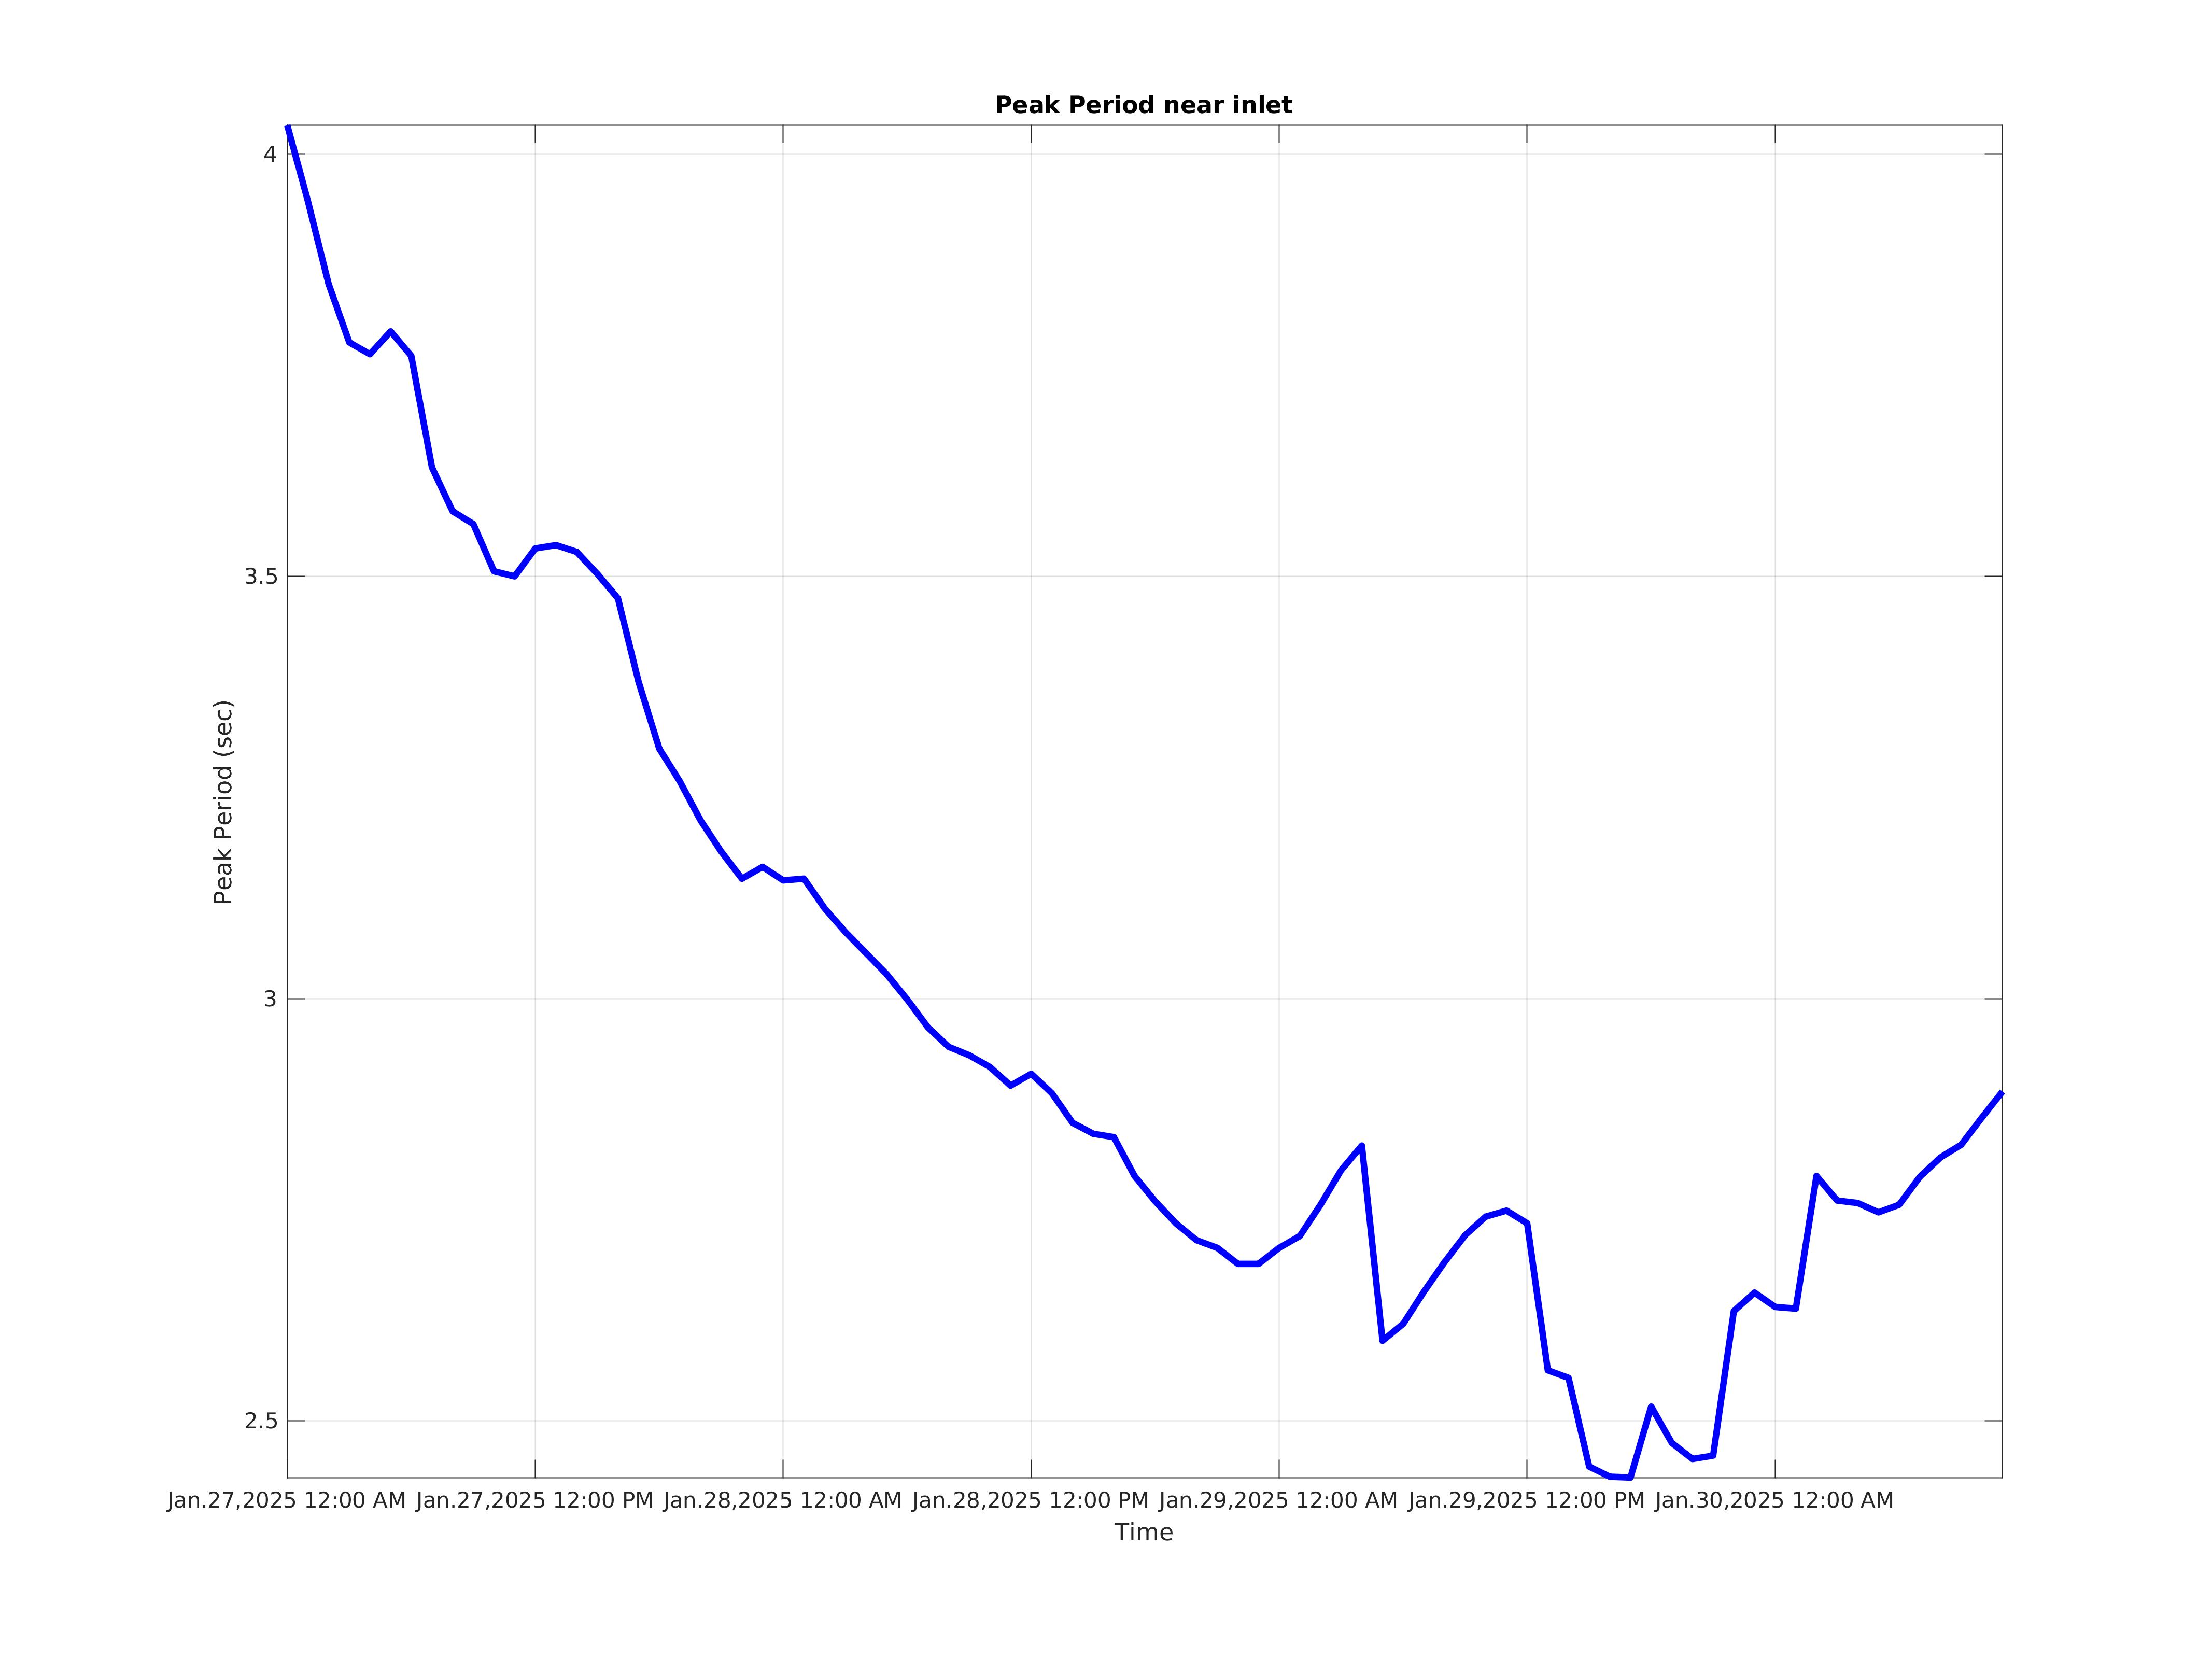 Peak Period near inlet
4
3.5
3
2.5
Peak Period (sec)
Jan.27,2025 12:00 AM Jan.27,2025 12:00 PM Jan.28,2025 12:00 AM Jan.28,2025 12:00 PM Jan.29,2025 12:00 AM Jan.29,2025 12:00 PM Jan.30,2025 12:00 AM
Time